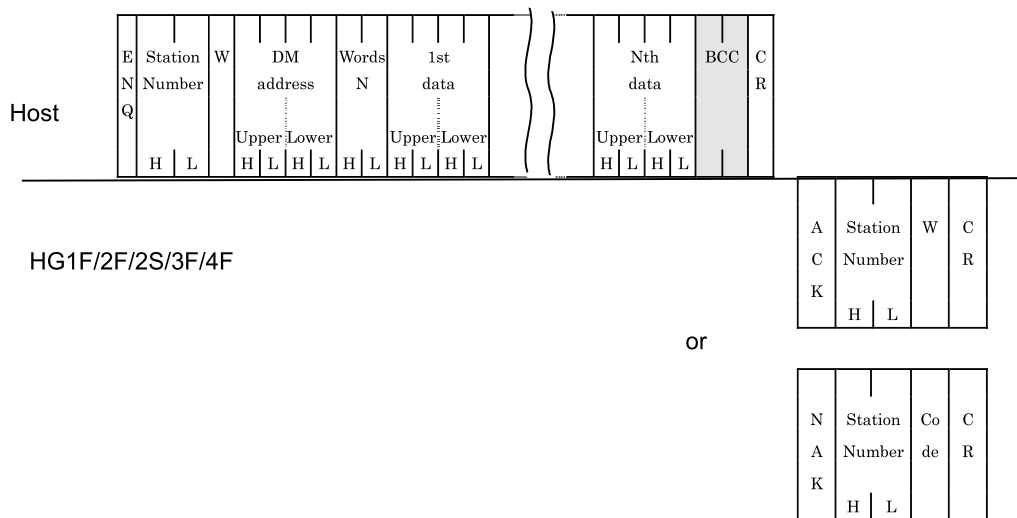 E Station W DM Words 1st Nth BCC C
N Number address N data data R
Q
Host
Upper Lower Upper Lower Upper Lower
H L H L H L H L H L H L H L H L
A Station W C
HG1F/2F/2S/3F/4F
C Number R
K
H L
or
N Station Co C
A Number de R
K
H L